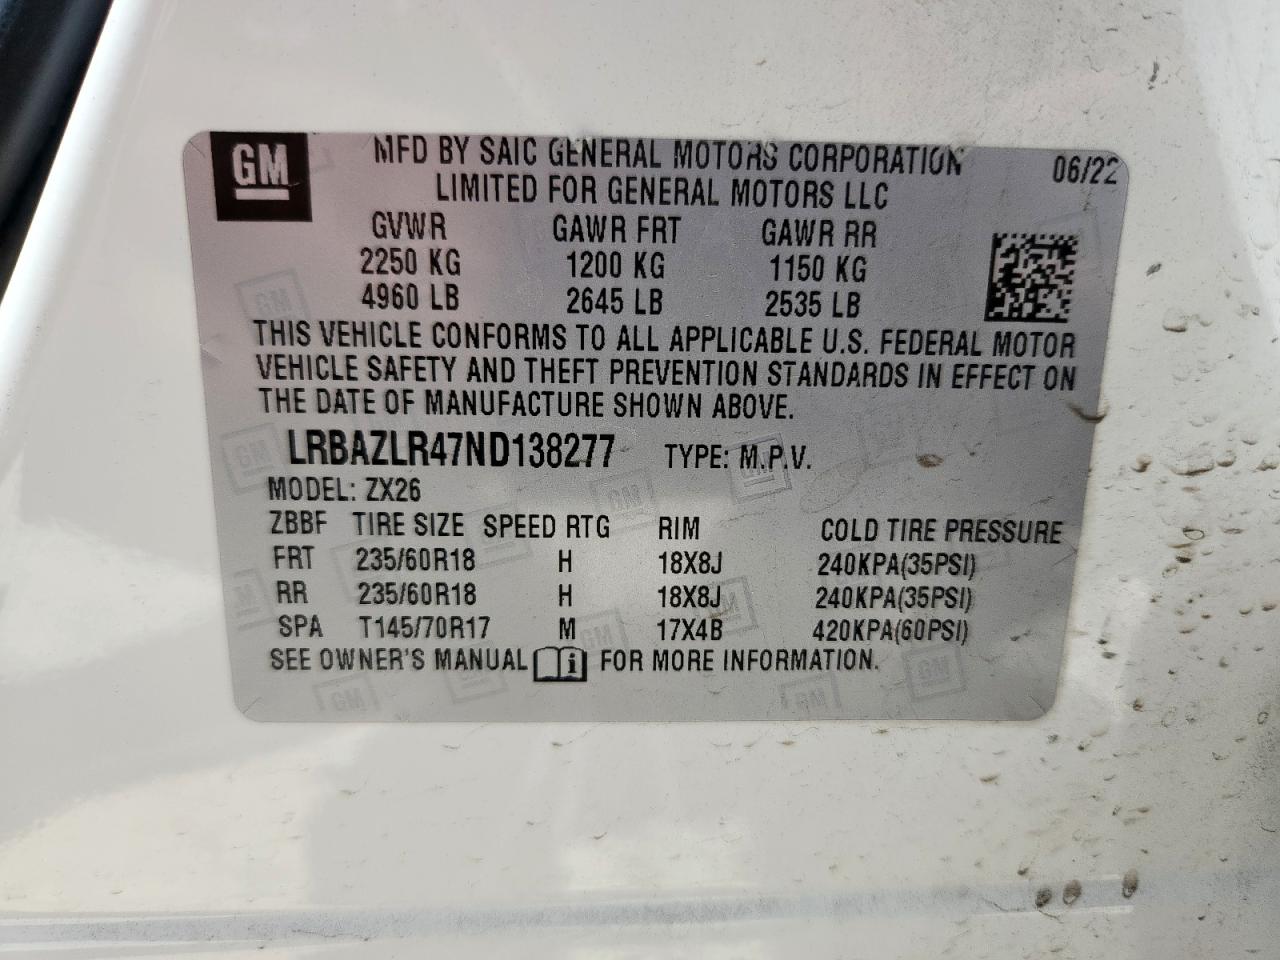 GM MFD BY SAIC GENERAL MOTORS CORPORATION 06/22
LIMITED FOR GENERAL MOTORS LLC
GVWR GAWR FRT GAWR RR
2250 KG 1200 KG 1150 KG
4960 LB 2645 LB 2535 LB
THIS VEHICLE CONFORMS TO ALL APPLICABLE U.S. FEDERAL MOTOR
VEHICLE SAFETY AND THEFT PREVENTION STANDARDS IN EFFECT ON
THE DATE OF MANUFACTURE SHOWN ABOVE.
LRBAZLR47ND138277 TYPE: M.P.V.
MODEL: ZX26
ZBBF TIRE SIZE SPEED RTG RIM COLD TIRE PRESSURE
FRT 235/60R18 H 18X8J 240KPA(35PSI)
RR 235/60R18 H 18X8J 240KPA(35PSI)
SPA T145/70R17 M 17X4B 420KPA(60PSI)
SEE OWNER'S MANUAL i FOR MORE INFORMATION.